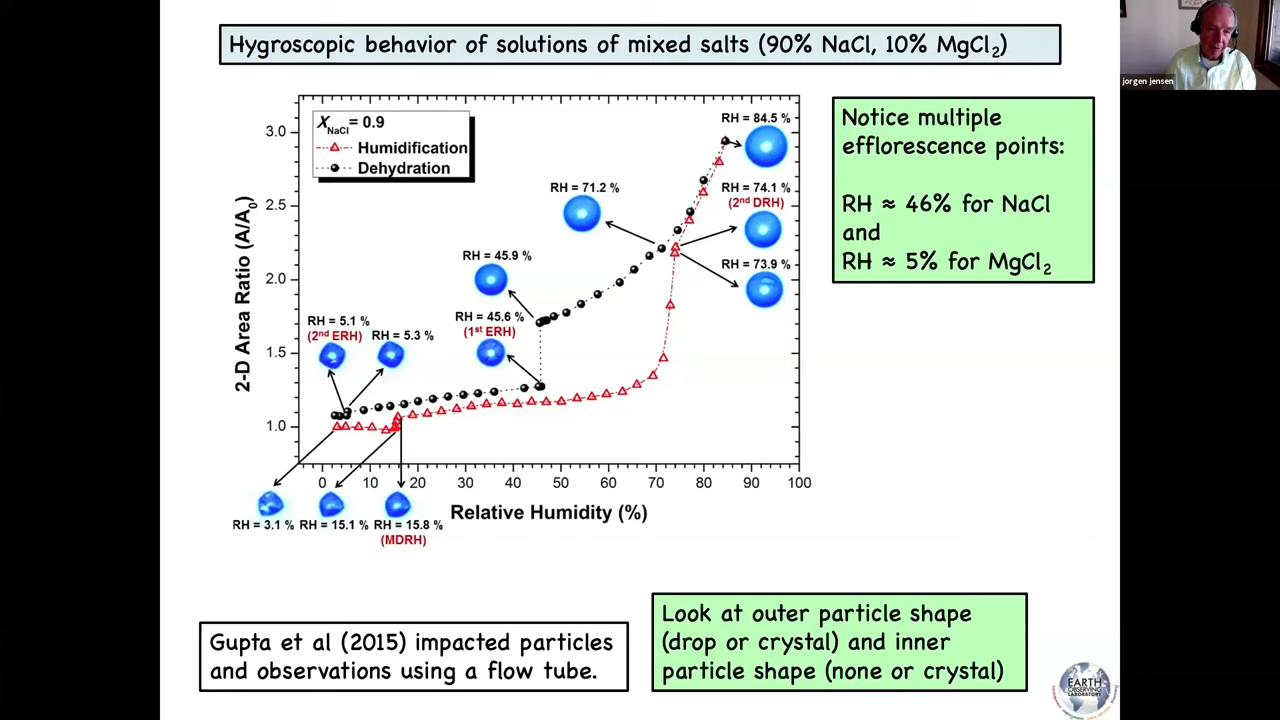 Hygroscopic behavior of solutions of mixed salts (90% NaCl, 10% MgCl₂)
jorgen jensen
X_NaCl = 0.9
Humidification
Dehydration
2-D Area Ratio (A/A₀)
3.0
2.5
2.0
1.5
1.0
0 10 20 30 40 50 60 70 80 90 100
Relative Humidity (%)
RH = 84.5 %
RH = 71.2 %
RH = 74.1 %
(2nd DRH)
RH = 73.9 %
RH = 45.9 %
RH = 45.6 %
(1st ERH)
RH = 5.1 %
(2nd ERH)
RH = 5.3 %
RH = 3.1 %
RH = 15.1 %
RH = 15.8 %
(MDRH)
Notice multiple
efflorescence points:
RH ≈ 46% for NaCl
and
RH ≈ 5% for MgCl₂
Gupta et al (2015) impacted particles
and observations using a flow tube.
Look at outer particle shape
(drop or crystal) and inner
particle shape (none or crystal)
EARTH
OBSERVING
LABORATORY